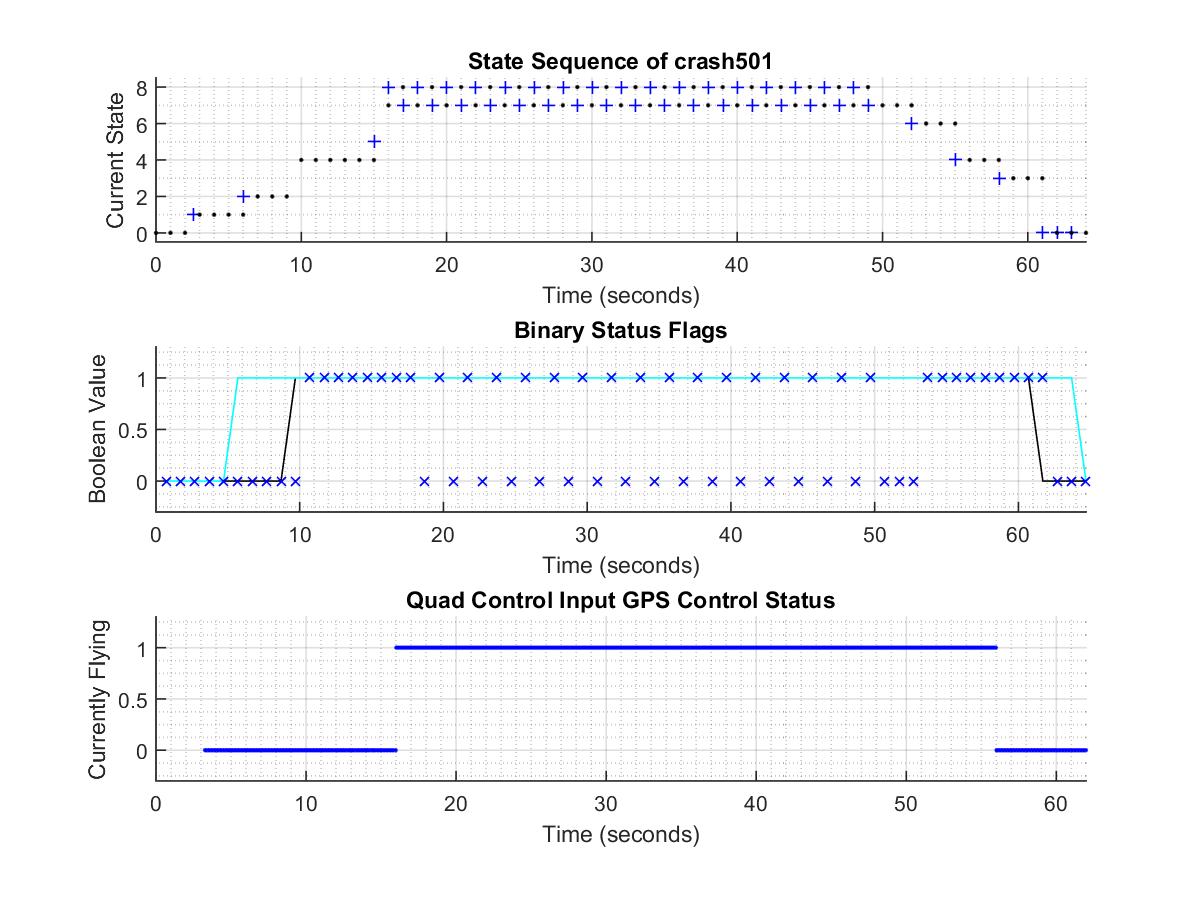 State Sequence of crash501
Current State
8
6
4
2
0
0 10 20 30 40 50 60
Time (seconds)
Binary Status Flags
Boolean Value
1
0.5
0
0 10 20 30 40 50 60
Time (seconds)
Quad Control Input GPS Control Status
Currently Flying
1
0.5
0
0 10 20 30 40 50 60
Time (seconds)